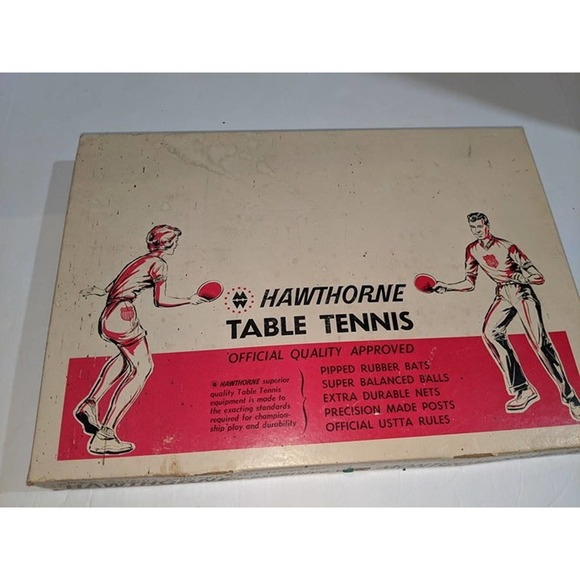 HAWTHORNE
TABLE TENNIS
OFFICIAL QUALITY APPROVED
HAWTHORNE superior
quality Table Tennis
equipment is made to
the exacting standards
required for champion-
ship play and durability
PIPPED RUBBER BATS
SUPER BALANCED BALLS
EXTRA DURABLE NETS
PRECISION MADE POSTS
OFFICIAL USTTA RULES